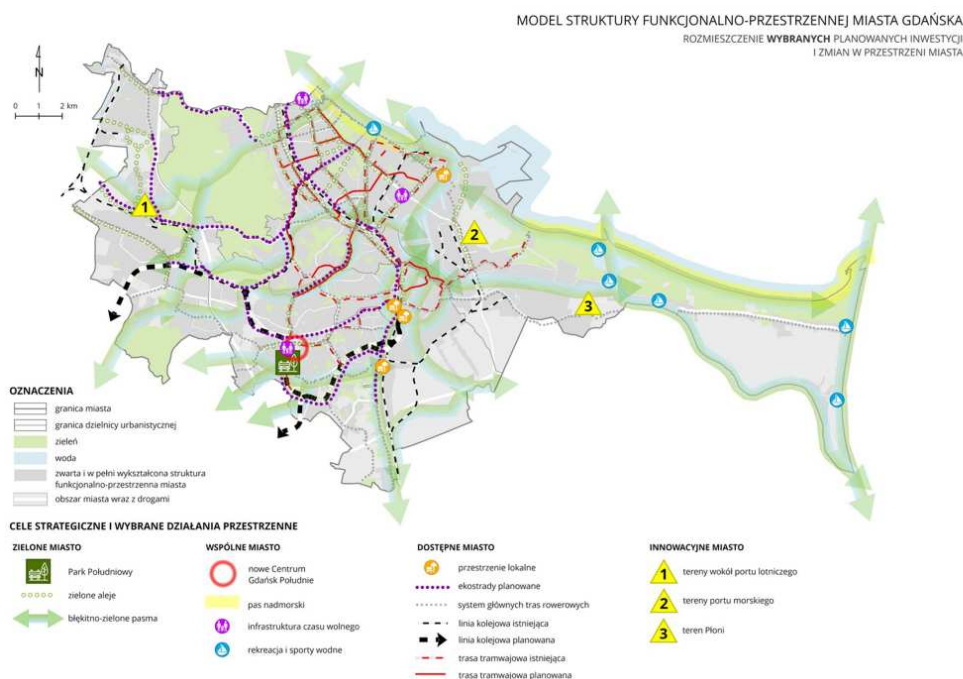 MODEL STRUKTURY FUNKCJONALNO-PRZESTRZENNEJ MIASTA GDAŃSKA
ROZMIESZCZENIE WYBRANYCH PLANOWANYCH INWESTYCJI
I ZMIAN W PRZESTRZENI MIASTA
N
0 1 2 km
1
2
3
OZNACZENIA
granica miasta
granica dzielnicy urbanistycznej
zieleń
woda
zwarta i w pełni wykształcona struktura
funkcjonalno-przestrzenna miasta
obszar miasta wraz z drogami
CELE STRATEGICZNE I WYBRANE DZIAŁANIA PRZESTRZENNE
ZIELONE MIASTO
Park Południowy
zielone aleje
błękitno-zielone pasma
WSPÓLNE MIASTO
nowe Centrum
Gdańsk Południe
pas nadmorski
infrastruktura czasu wolnego
rekreacja i sporty wodne
DOSTĘPNE MIASTO
przestrzenie lokalne
ekostrady planowane
system głównych tras rowerowych
linia kolejowa istniejąca
linia kolejowa planowana
trasa tramwajowa istniejąca
trasa tramwajowa planowana
INNOWACYJNE MIASTO
1 tereny wokół portu lotniczego
2 tereny portu morskiego
3 teren Płoni